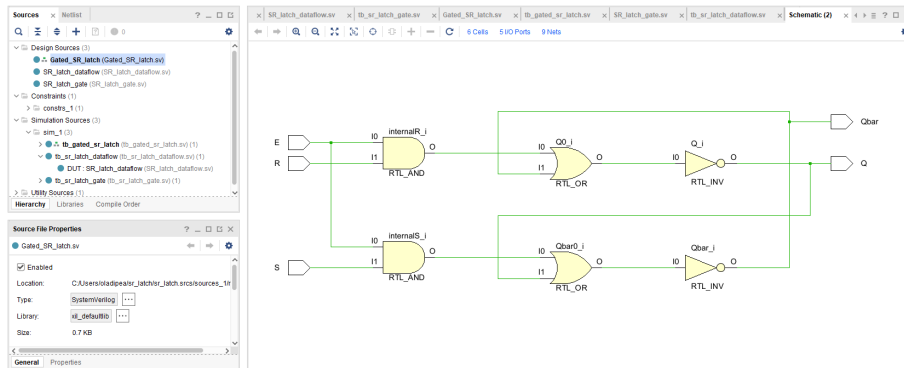 Sources × Netlist ? _ □
0
Design Sources (3)
Gated_SR_latch (Gated_SR_latch.sv)
SR_latch_dataflow (SR_latch_dataflow.sv)
SR_latch_gate (SR_latch_gate.sv)
Constraints (1)
constrs_1 (1)
Simulation Sources (3)
sim_1 (3)
tb_gated_sr_latch (tb_gated_sr_latch.sv) (1)
tb_sr_latch_dataflow (tb_sr_latch_dataflow.sv) (1)
DUT : SR_latch_dataflow (SR_latch_dataflow.sv)
tb_sr_latch_gate (tb_sr_latch_gate.sv) (1)
Utility Sources (1)
Hierarchy Libraries Compile Order
Source File Properties ? _ □ ×
Gated_SR_latch.sv
Enabled
Location: C:/Users/oladipea/sr_latch/sr_latch.srcs/sources_1/
Type: SystemVerilog ...
Library: xil_defaultlib ...
Size: 0.7 KB
General Properties
× SR_latch_dataflow.sv × tb_sr_latch_gate.sv × Gated_SR_latch.sv × tb_gated_sr_latch.sv × SR_latch_gate.sv × tb_sr_latch_dataflow.sv × Schematic (2) × ? □
6 Cells 5 I/O Ports 9 Nets
Qbar
internalR_i
E I0 Q0_i Q_i
O I0 O I0 O Q
R I1 I1
RTL_AND RTL_OR RTL_INV
internalS_i
I0 Qbar0_i Qbar_i
O I0 O I0 O
S I1 I1
RTL_AND RTL_OR RTL_INV